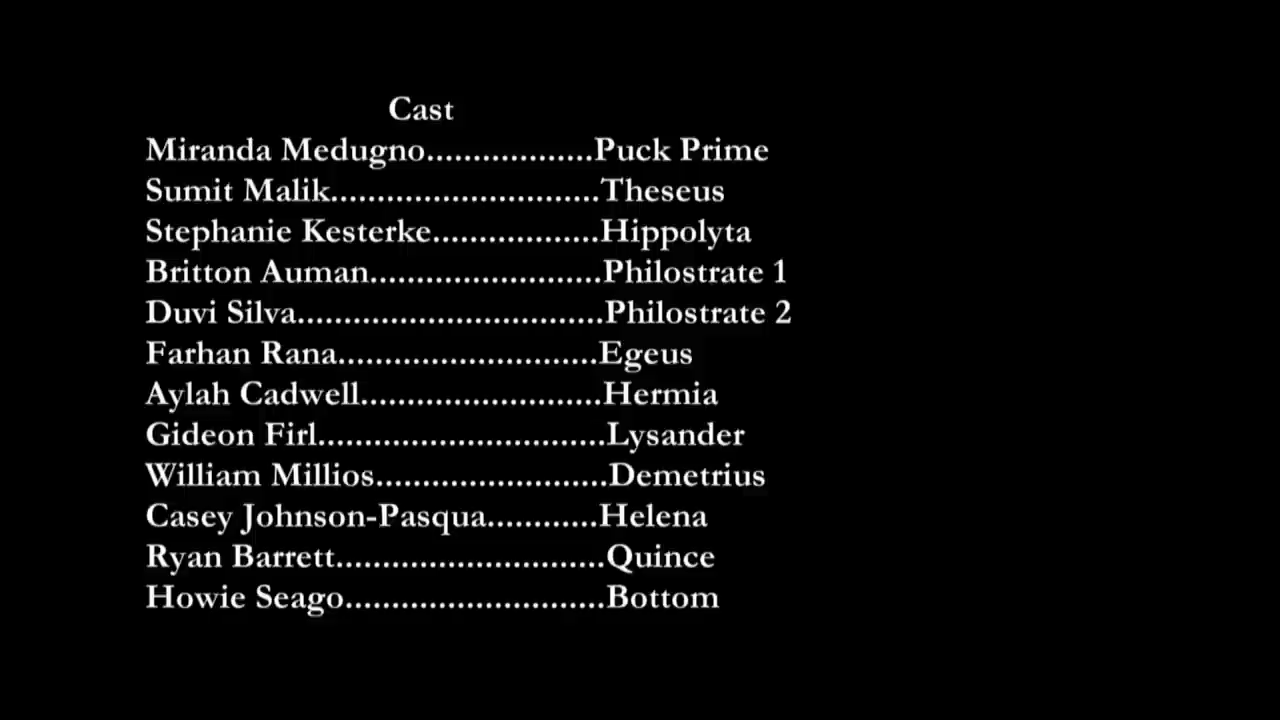 Cast
Miranda Medugno..................Puck Prime
Sumit Malik.............................Theseus
Stephanie Kesterke..................Hippolyta
Britton Auman.........................Philostrate 1
Duvi Silva.................................Philostrate 2
Farhan Rana............................Egeus
Aylah Cadwell..........................Hermia
Gideon Firl...............................Lysander
William Millios.........................Demetrius
Casey Johnson-Pasqua............Helena
Ryan Barrett.............................Quince
Howie Seago............................Bottom